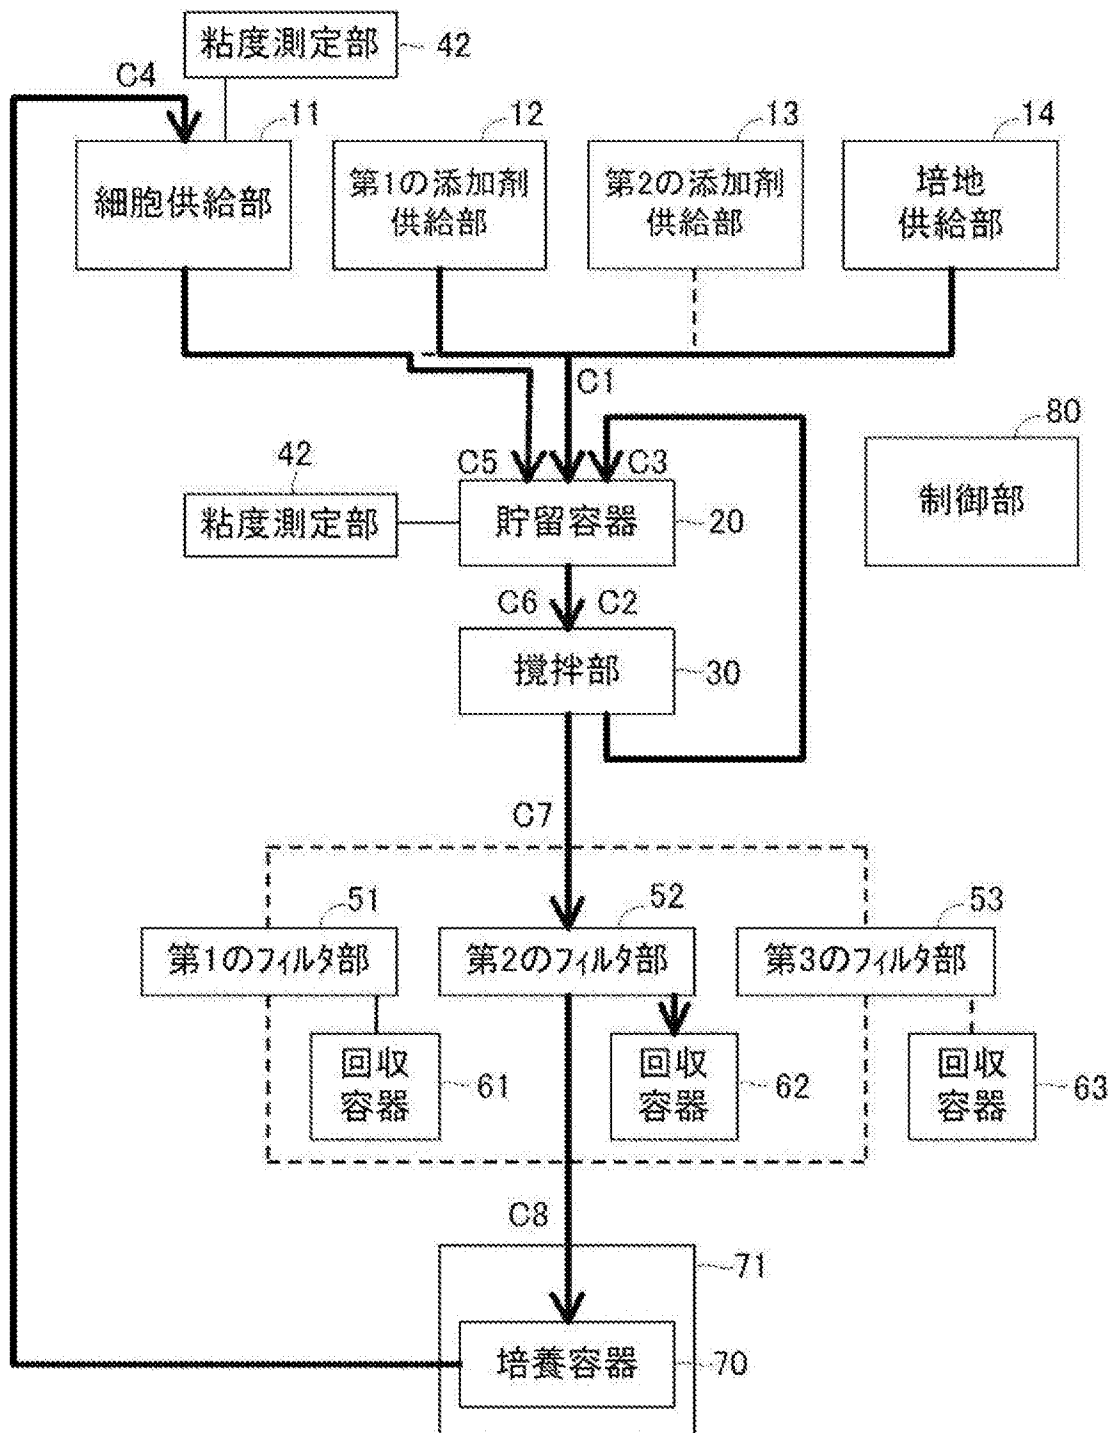 粘度測定部
42
C4
11
12
13
14
細胞供給部
第1の添加剤
供給部
第2の添加剤
供給部
培地
供給部
C1
80
制御部
42
粘度測定部
C5
C3
貯留容器
20
C6
C2
撹拌部
30
C7
51
52
53
第1のフィルタ部
第2のフィルタ部
第3のフィルタ部
回収
容器
61
回収
容器
62
回収
容器
63
C8
71
培養容器
70